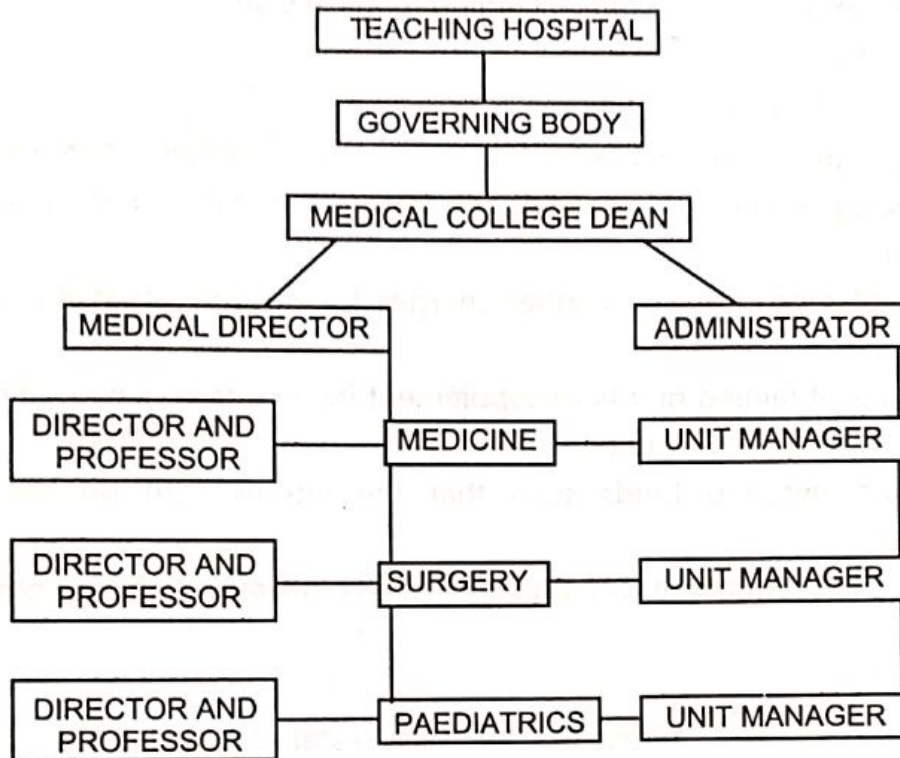 TEACHING HOSPITAL
GOVERNING BODY
MEDICAL COLLEGE DEAN
MEDICAL DIRECTOR
ADMINISTRATOR
DIRECTOR AND
PROFESSOR
MEDICINE
UNIT MANAGER
DIRECTOR AND
PROFESSOR
SURGERY
UNIT MANAGER
DIRECTOR AND
PROFESSOR
PAEDIATRICS
UNIT MANAGER